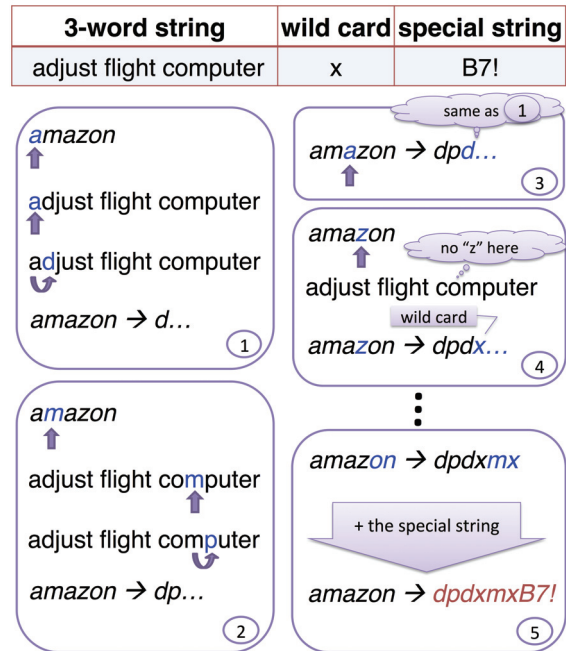 3-word string wild card special string
adjust flight computer x B7!
amazon
adjust flight computer
adjust flight computer
amazon → d...
1
amazon
adjust flight computer
adjust flight computer
amazon → dp...
2
same as 1
amazon → dpd...
3
amazon
no "z" here
adjust flight computer
wild card
amazon → dpdx...
4
amazon → dpdxmx
+ the special string
amazon → dpdxmxB7!
5